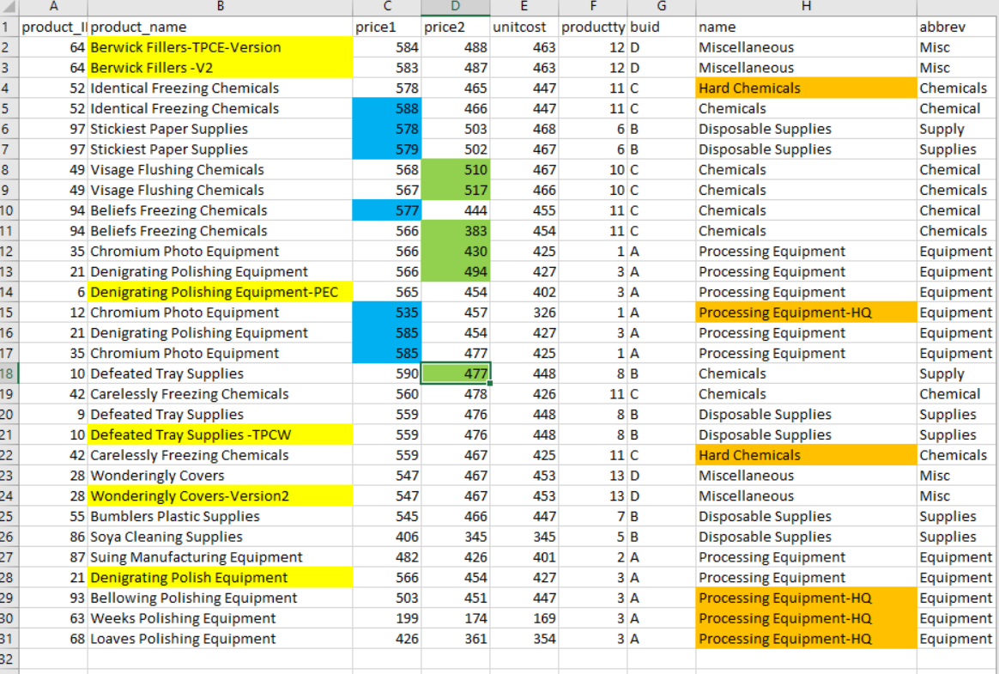 A B C D E F G H
1 product_I product_name price1 price2 unitcost productty buid name abbrev
2 64 Berwick Fillers-TPCE-Version 584 488 463 12 D Miscellaneous Misc
3 64 Berwick Fillers -V2 583 487 463 12 D Miscellaneous Misc
4 52 Identical Freezing Chemicals 578 465 447 11 C Hard Chemicals Chemicals
5 52 Identical Freezing Chemicals 588 466 447 11 C Chemicals Chemical
6 97 Stickiest Paper Supplies 578 503 468 6 B Disposable Supplies Supply
7 97 Stickiest Paper Supplies 579 502 467 6 B Disposable Supplies Supplies
8 49 Visage Flushing Chemicals 568 510 467 10 C Chemicals Chemical
9 49 Visage Flushing Chemicals 567 517 466 10 C Chemicals Chemicals
10 94 Beliefs Freezing Chemicals 577 444 455 11 C Chemicals Chemical
11 94 Beliefs Freezing Chemicals 566 383 454 11 C Chemicals Chemicals
12 35 Chromium Photo Equipment 566 430 425 1 A Processing Equipment Equipment
13 21 Denigrating Polishing Equipment 566 494 427 3 A Processing Equipment Equipment
14 6 Denigrating Polishing Equipment-PEC 565 454 402 3 A Processing Equipment Equipment
15 12 Chromium Photo Equipment 535 457 326 1 A Processing Equipment-HQ Equipment
16 21 Denigrating Polishing Equipment 585 454 427 3 A Processing Equipment Equipment
17 35 Chromium Photo Equipment 585 477 425 1 A Processing Equipment Equipment
18 10 Defeated Tray Supplies 590 477 448 8 B Chemicals Supply
19 42 Carelessly Freezing Chemicals 560 478 426 11 C Chemicals Chemical
20 9 Defeated Tray Supplies 559 476 448 8 B Disposable Supplies Supplies
21 10 Defeated Tray Supplies -TPCW 559 476 448 8 B Disposable Supplies Supplies
22 42 Carelessly Freezing Chemicals 559 467 425 11 C Hard Chemicals Chemicals
23 28 Wonderingly Covers 547 467 453 13 D Miscellaneous Misc
24 28 Wonderingly Covers-Version2 547 467 453 13 D Miscellaneous Misc
25 55 Bumblers Plastic Supplies 545 466 447 7 B Disposable Supplies Supplies
26 86 Soya Cleaning Supplies 406 345 345 5 B Disposable Supplies Supplies
27 87 Suing Manufacturing Equipment 482 426 401 2 A Processing Equipment Equipment
28 21 Denigrating Polish Equipment 566 454 427 3 A Processing Equipment Equipment
29 93 Bellowing Polishing Equipment 503 451 447 3 A Processing Equipment-HQ Equipment
30 63 Weeks Polishing Equipment 199 174 169 3 A Processing Equipment-HQ Equipment
31 68 Loaves Polishing Equipment 426 361 354 3 A Processing Equipment-HQ Equipment
32